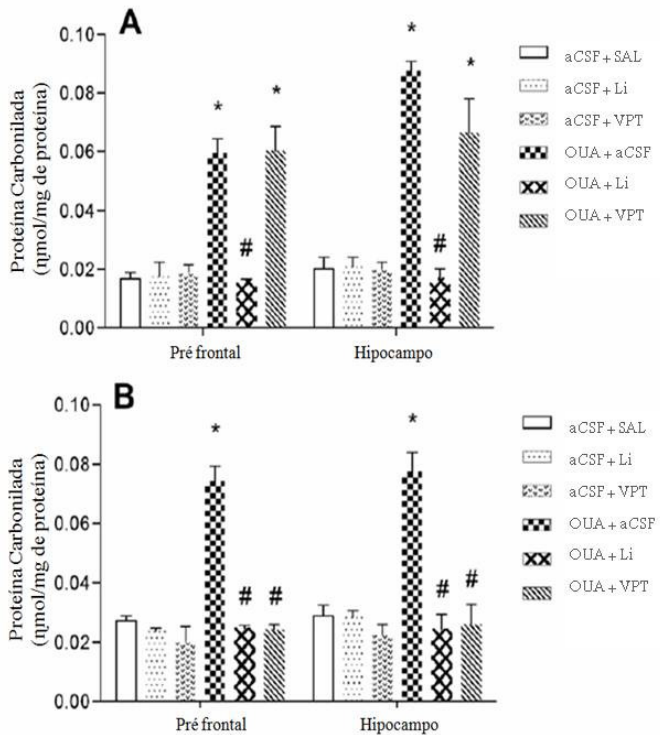 A
Proteína Carbonilada
(ηmol/mg de proteína)
0.10
0.08
0.06
0.04
0.02
0.00
*
*
#
*
*
#
Pré frontal
Hipocampo
aCSF + SAL
aCSF + Li
aCSF + VPT
OUA + aCSF
OUA + Li
OUA + VPT
B
Proteína Carbonilada
(ηmol/mg de proteína)
0.10
0.08
0.06
0.04
0.02
0.00
*
#
#
*
#
#
Pré frontal
Hipocampo
aCSF + SAL
aCSF + Li
aCSF + VPT
OUA + aCSF
OUA + Li
OUA + VPT